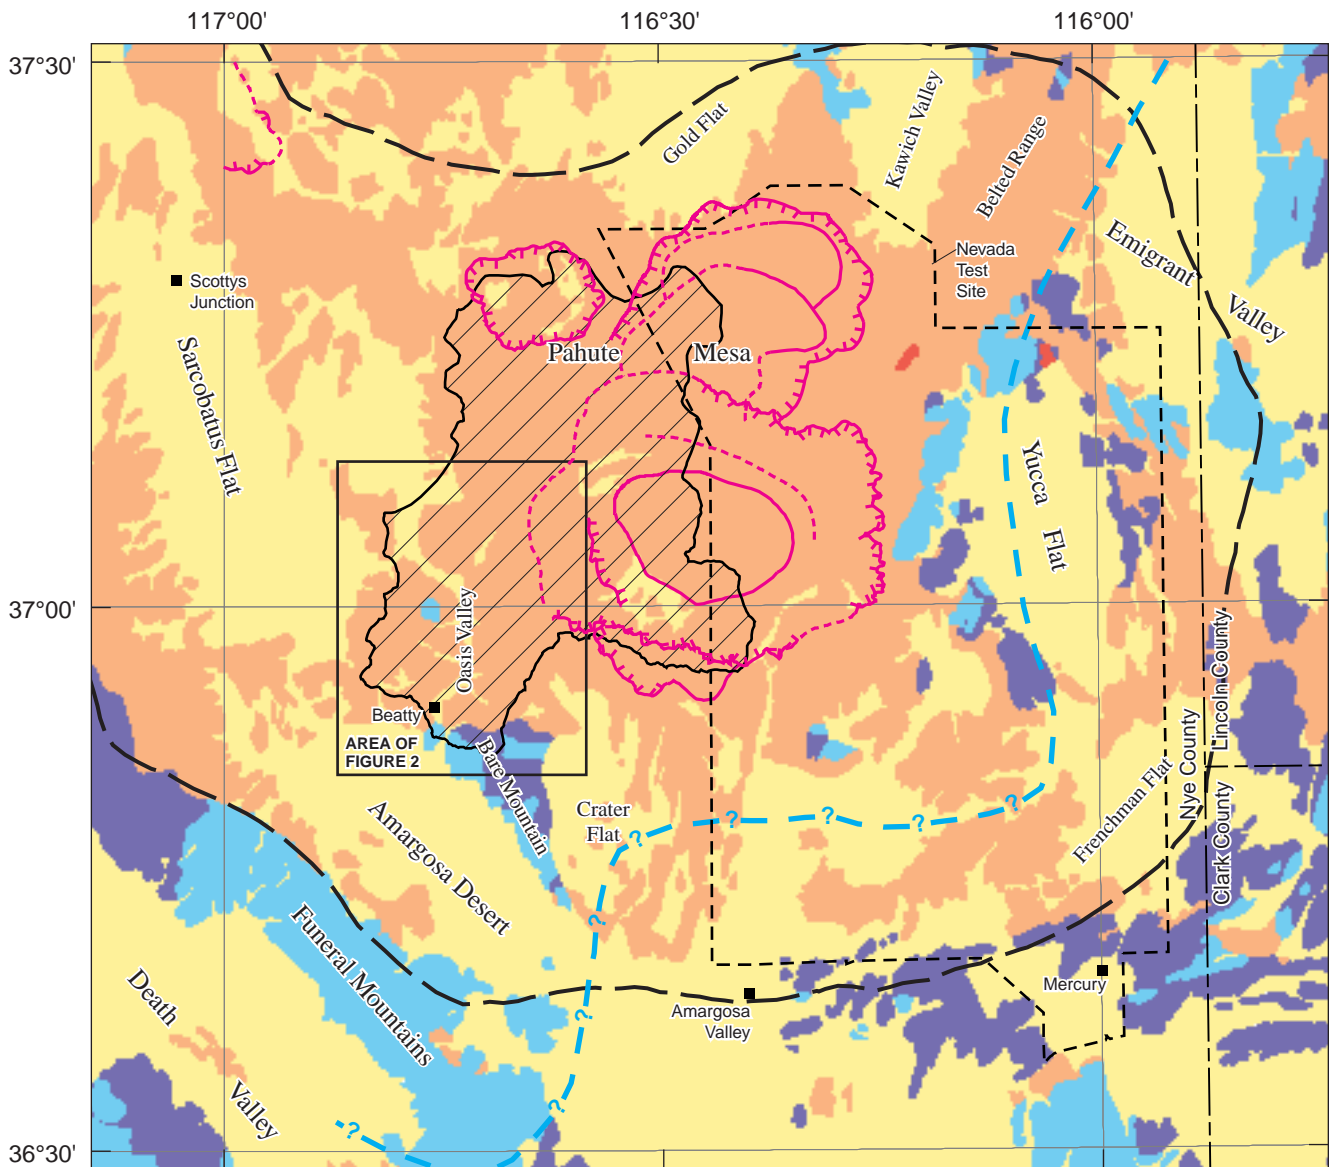 117°00'
116°30'
116°00'
37°30'
Gold Flat
Kawich Valley
Belted Range
Emigrant
Valley
Nevada
Test
Site
Scottys
Junction
Pahute
Mesa
Sarcobatus Flat
Yucca
Flat
37°00'
Oasis Valley
Beatty
AREA OF
FIGURE 2
Bare Mountain
Crater
Flat
Nye County
Lincoln County
Clark County
Frenchman Flat
Amargosa Desert
?
?
?
?
?
?
?
?
?
Funeral Mountains
Death
Valley
Amargosa
Valley
Mercury
36°30'